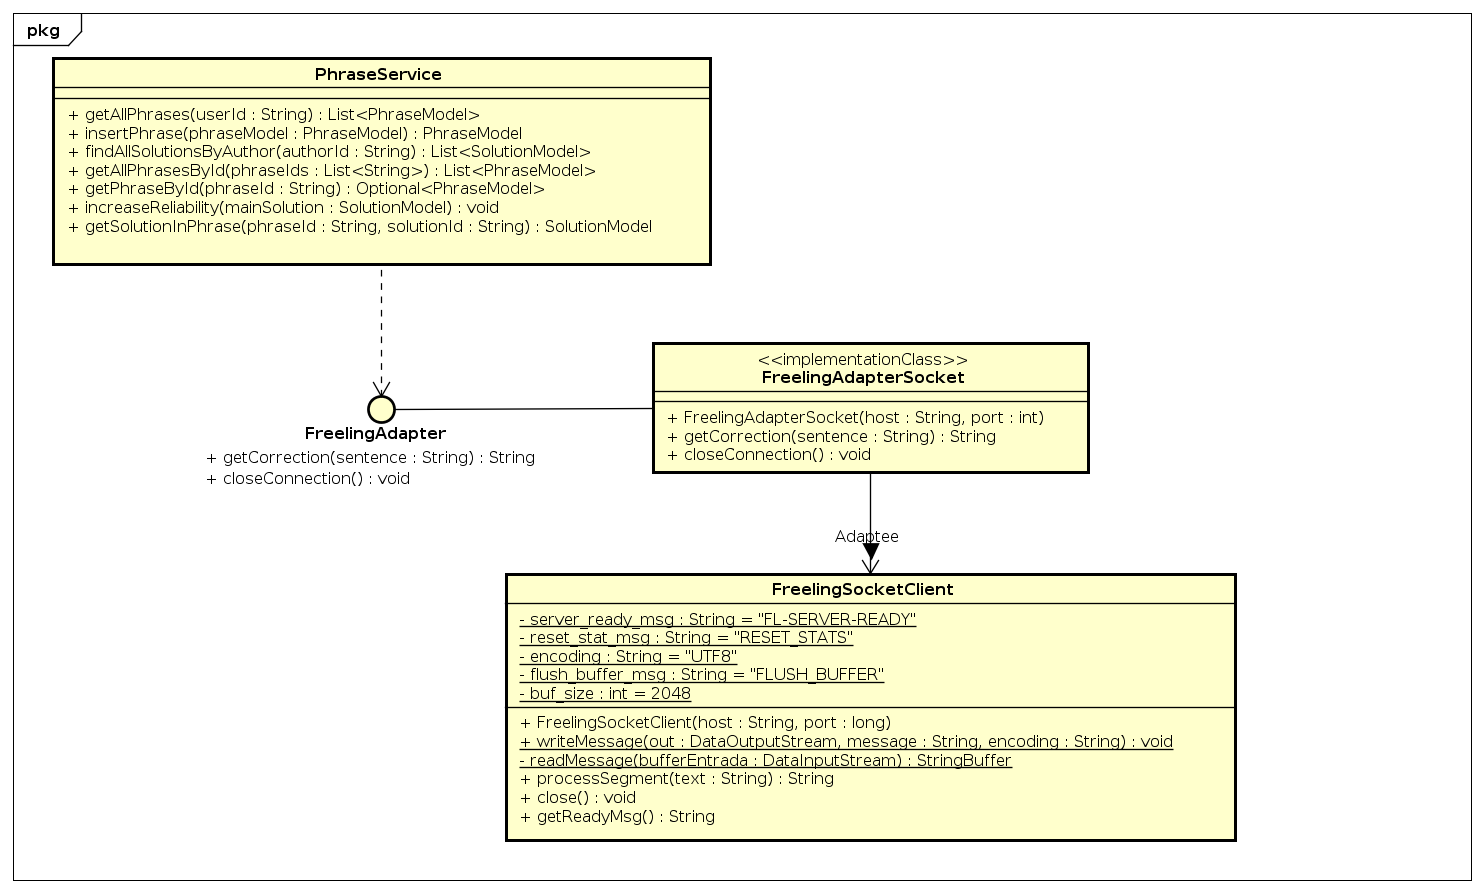 pkg
PhraseService
+ getAllPhrases(userId : String) : List<PhraseModel>
+ insertPhrase(phraseModel : PhraseModel) : PhraseModel
+ findAllSolutionsByAuthor(authorId : String) : List<SolutionModel>
+ getAllPhrasesById(phraseIds : List<String>) : List<PhraseModel>
+ getPhraseById(phraseId : String) : Optional<PhraseModel>
+ increaseReliability(mainSolution : SolutionModel) : void
+ getSolutionInPhrase(phraseId : String, solutionId : String) : SolutionModel
FreelingAdapter
+ getCorrection(sentence : String) : String
+ closeConnection() : void
<<implementationClass>>
FreelingAdapterSocket
+ FreelingAdapterSocket(host : String, port : int)
+ getCorrection(sentence : String) : String
+ closeConnection() : void
Adaptee
FreelingSocketClient
- server_ready_msg : String = "FL-SERVER-READY"
- reset_stat_msg : String = "RESET_STATS"
- encoding : String = "UTF8"
- flush_buffer_msg : String = "FLUSH_BUFFER"
- buf_size : int = 2048
+ FreelingSocketClient(host : String, port : long)
+ writeMessage(out : DataOutputStream, message : String, encoding : String) : void
- readMessage(bufferEntrada : DataInputStream) : StringBuffer
+ processSegment(text : String) : String
+ close() : void
+ getReadyMsg() : String